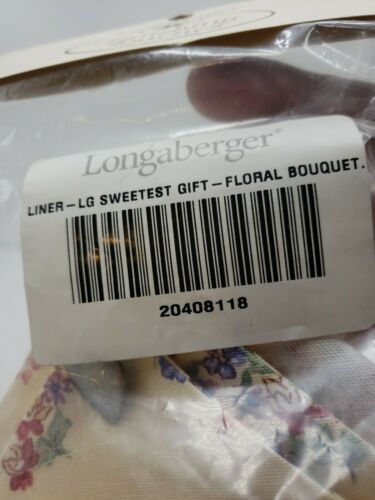 Longaberger®
LINER-LG SWEETEST GIFT-FLORAL BOUQUET.
20408118